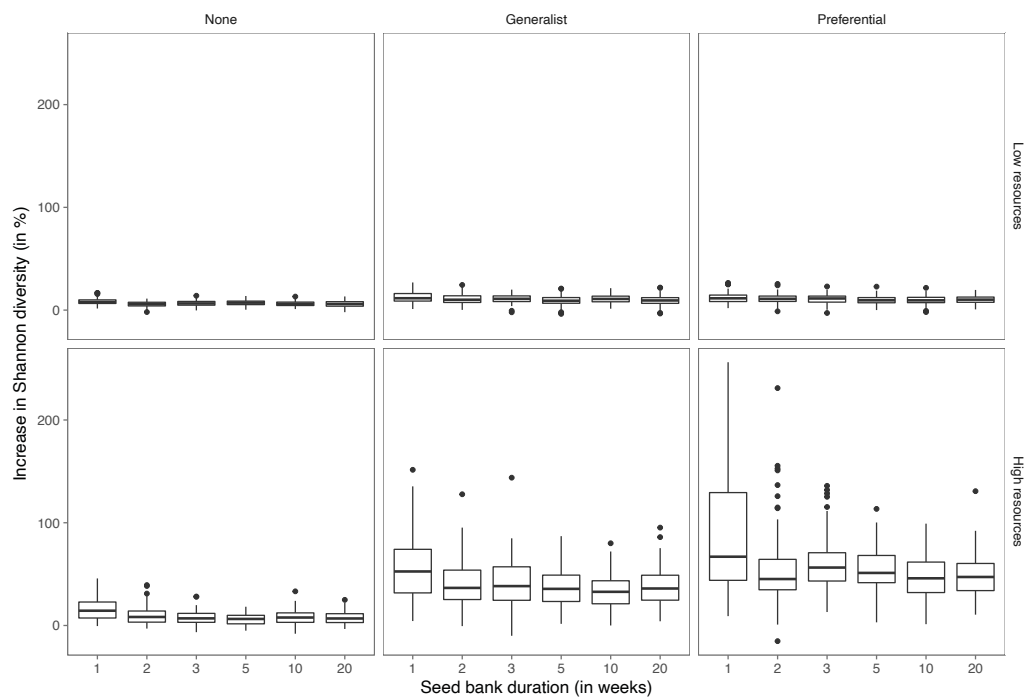 None Generalist Preferential
200
100
0
Low resources
Increase in Shannon diversity (in %)
200
100
0
High resources
1 2 3 5 10 20 1 2 3 5 10 20 1 2 3 5 10 20
Seed bank duration (in weeks)